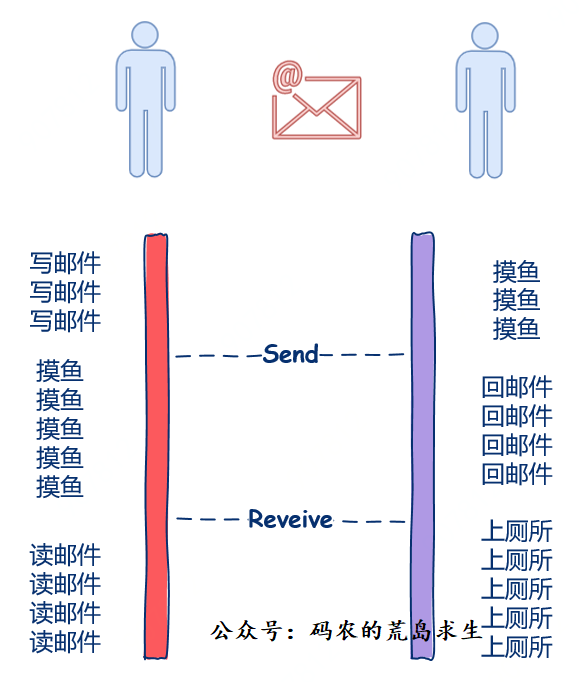 @
写邮件
写邮件
写邮件
摸鱼
摸鱼
摸鱼
Send
摸鱼
摸鱼
摸鱼
摸鱼
摸鱼
回邮件
回邮件
回邮件
回邮件
Reveive
读邮件
读邮件
读邮件
读邮件
上厕所
上厕所
上厕所
上厕所
上厕所
公众号：码农的荒岛求生